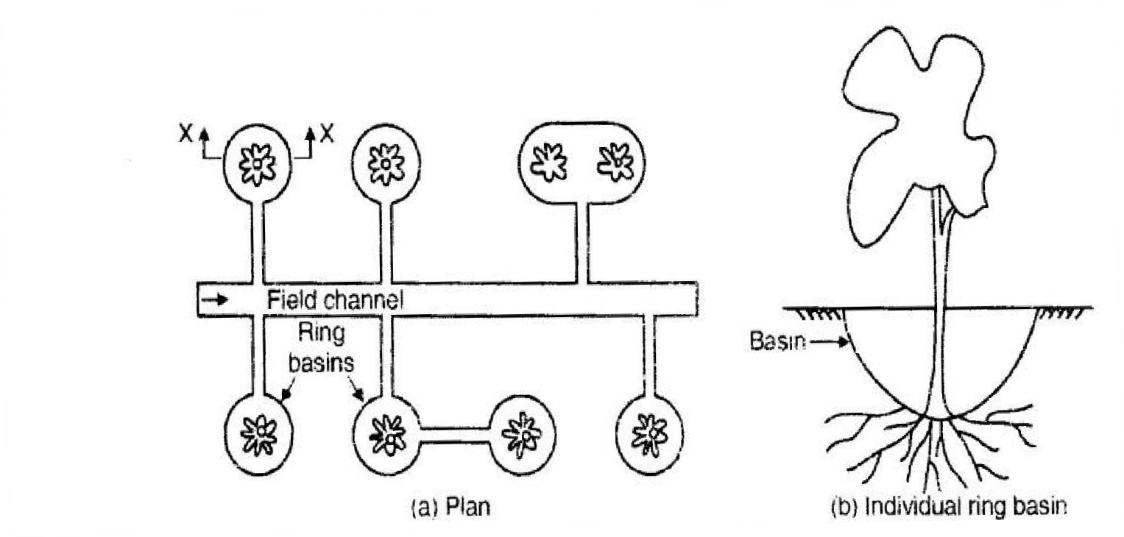 X X
Field channel
Ring
basins
(a) Plan
Basin
(b) Individual ring basin